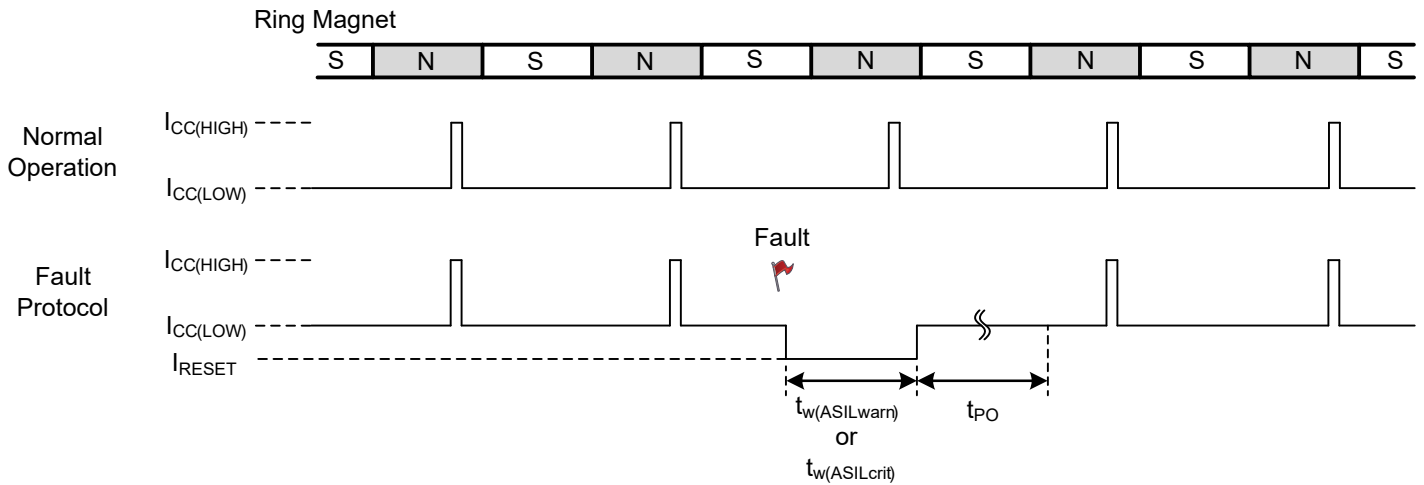 Ring Magnet
S N S N S N S N S N S
Normal
Operation
ICC(HIGH)
ICC(LOW)
Fault
Protocol
ICC(HIGH)
Fault
ICC(LOW)
IRESET
tw(ASILwarn)
or
tw(ASILcrit)
tPO